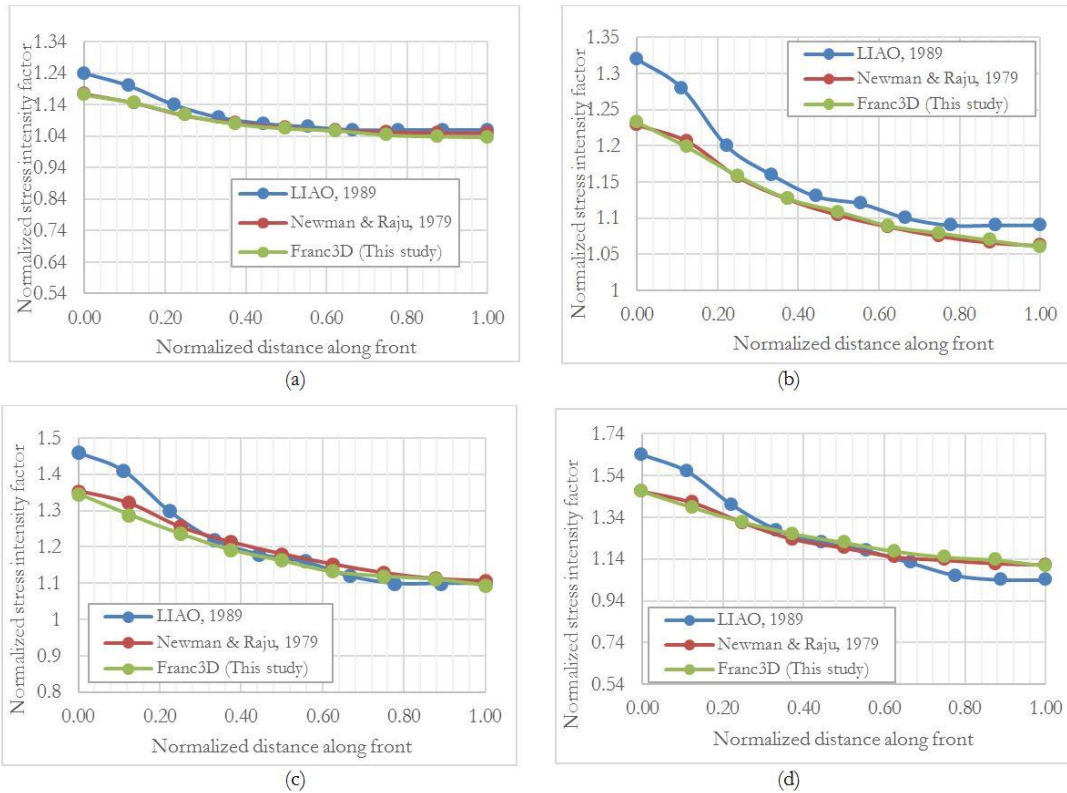 Normalized stress intensity factor
1.34
1.24
1.14
1.04
0.94
0.84
0.74
0.64
0.54
LIAO, 1989
Newman & Raju, 1979
Franc3D (This study)
0.00 0.20 0.40 0.60 0.80 1.00
Normalized distance along front
(a)
Normalized stress intensity factor
1.35
1.3
1.25
1.2
1.15
1.1
1.05
1
LIAO, 1989
Newman & Raju, 1979
Franc3D (This study)
0.00 0.20 0.40 0.60 0.80 1.00
Normalized distance along front
(b)
Normalized stress intensity factor
1.5
1.4
1.3
1.2
1.1
1
0.9
0.8
LIAO, 1989
Newman & Raju, 1979
Franc3D (This study)
0.00 0.20 0.40 0.60 0.80 1.00
Normalized distance along front
(c)
Normalized stress intensity factor
1.74
1.54
1.34
1.14
0.94
0.74
0.54
LIAO, 1989
Newman & Raju, 1979
Franc3D (This study)
0.00 0.20 0.40 0.60 0.80 1.00
Normalized distance along front
(d)